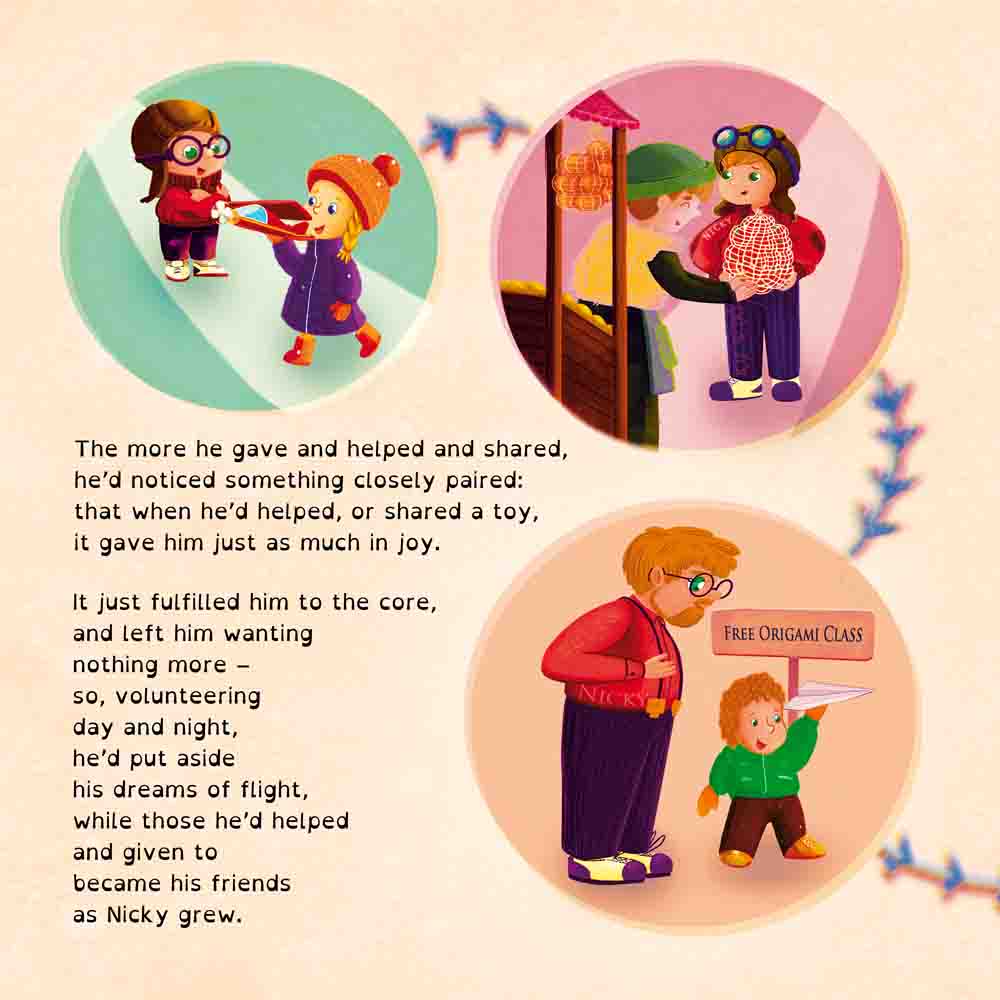 NICKY
The more he gave and helped and shared,
he'd noticed something closely paired:
that when he'd helped, or shared a toy,
it gave him just as much in joy.
It just fulfilled him to the core,
and left him wanting
nothing more –
so, volunteering
day and night,
he'd put aside
his dreams of flight,
while those he'd helped
and given to
became his friends
as Nicky grew.
FREE ORIGAMI CLASS
NICKY